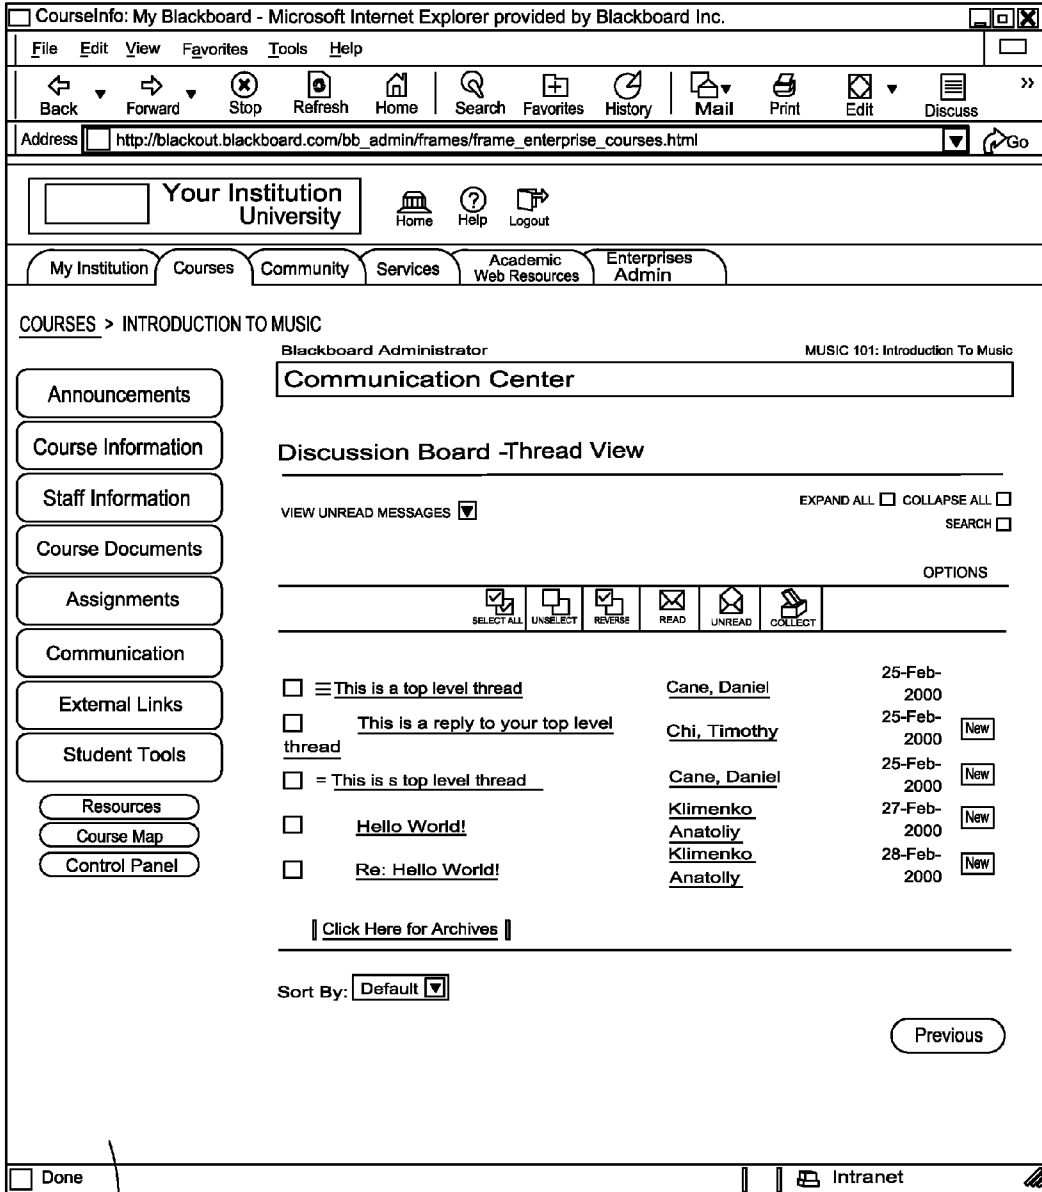 CourseInfo: My Blackboard - Microsoft Internet Explorer provided by Blackboard Inc.
File Edit View Favorites Tools Help
Back Forward Stop Refresh Home Search Favorites History Mail Print Edit Discuss »
Address http://blackout.blackboard.com/bb_admin/frames/frame_enterprise_courses.html Go
Your Institution
University
Home Help Logout
My Institution Courses Community Services Academic Web Resources Enterprises Admin
COURSES > INTRODUCTION TO MUSIC
Blackboard Administrator MUSIC 101: Introduction To Music
Communication Center
Announcements
Course Information
Staff Information
Course Documents
Assignments
Communication
External Links
Student Tools
Resources
Course Map
Control Panel
Discussion Board -Thread View
VIEW UNREAD MESSAGES
EXPAND ALL COLLAPSE ALL
SEARCH
OPTIONS
SELECT ALL UNSELECT REVERSE READ UNREAD COLLECT
This is a top level thread Cane, Daniel 25-Feb-
2000
This is a reply to your top level Chi, Timothy 25-Feb-
thread 2000 New
= This is s top level thread Cane, Daniel 25-Feb-
2000 New
Hello World! Klimenko 27-Feb- New
Anatoliy 2000
Re: Hello World! Klimenko 28-Feb- New
Anatolly 2000
Click Here for Archives
Sort By: Default
Previous
Done Intranet